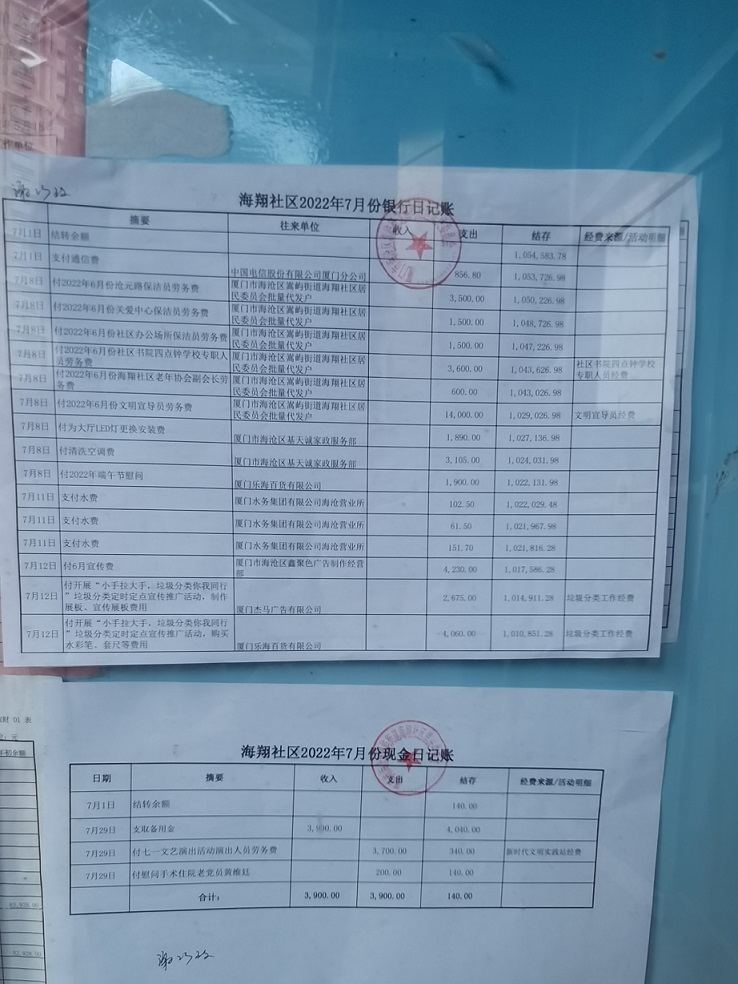 海翔社区2022年7月份银行日记账
摘要 往来单位 收入 支出 结存 经费来源/活动明细
7月1日 结转余额 1,054,583.78
7月1日 支付通信费 中国电信股份有限公司厦门分公司 856.80 1,053,726.98
7月8日 付2022年6月份沧元路保洁员劳务费 厦门市海沧区嵩屿街道海翔社区居
民委员会批量代发户 3,500.00 1,050,226.98
7月8日 付2022年6月份关爱中心保洁员劳务费 厦门市海沧区嵩屿街道海翔社区居
民委员会批量代发户 1,500.00 1,048,726.98
7月8日 付2022年6月份社区办公场所保洁员劳务费 厦门市海沧区嵩屿街道海翔社区居
民委员会批量代发户 1,500.00 1,047,226.98
7月8日 付2022年6月份社区书院四点钟学校专职人 厦门市海沧区嵩屿街道海翔社区居 社区书院四点钟学校
员劳务费 民委员会批量代发户 3,600.00 1,043,626.98 专职人员经费
7月8日 付2022年6月份海翔社区老年协会副会长劳 厦门市海沧区嵩屿街道海翔社区居
务费 民委员会批量代发户 600.00 1,043,026.98
7月8日 付2022年6月份文明宣导员劳务费 厦门市海沧区嵩屿街道海翔社区居
民委员会批量代发户 14,000.00 1,029,026.98 文明宣导员经费
7月8日 付为大厅LED灯更换安装费 厦门市海沧区基天诚家政服务部 1,890.00 1,027,136.98
7月8日 付清洗空调费 厦门市海沧区基天诚家政服务部 3,105.00 1,024,031.98
7月8日 付2022年端午节慰问 厦门乐海百货有限公司 1,900.00 1,022,131.98
7月11日 支付水费 厦门水务集团有限公司海沧营业所 102.50 1,022,029.48
7月11日 支付水费 厦门水务集团有限公司海沧营业所 61.50 1,021,967.98
7月11日 支付水费 厦门水务集团有限公司海沧营业所 151.70 1,021,816.28
7月12日 付6月宣传费 厦门市海沧区鑫聚色广告制作经营
部 4,230.00 1,017,586.28
付开展“小手拉大手，垃圾分类你我同行
7月12日 ”垃圾分类定时定点宣传推广活动，制作 2,675.00 1,014,911.28 垃圾分类工作经费
展板、宣传展板费用 厦门杰马广告有限公司
付开展“小手拉大手，垃圾分类你我同行
7月12日 ”垃圾分类定时定点宣传推广活动，购买 4,060.00 1,010,851.28 垃圾分类工作经费
水彩笔、套尺等费用 厦门乐海百货有限公司
海翔社区2022年7月份现金日记账
日期 摘要 收入 支出 结存 经费来源/活动明细
7月1日 结转余额 140.00
7月29日 支取备用金 3,900.00 4,040.00
7月29日 付七一文艺演出活动演出人员劳务费 3,700.00 340.00 新时代文明实践站经费
7月29日 付慰问手术住院老党员黄维廷 200.00 140.00
合计: 3,900.00 3,900.00 140.00